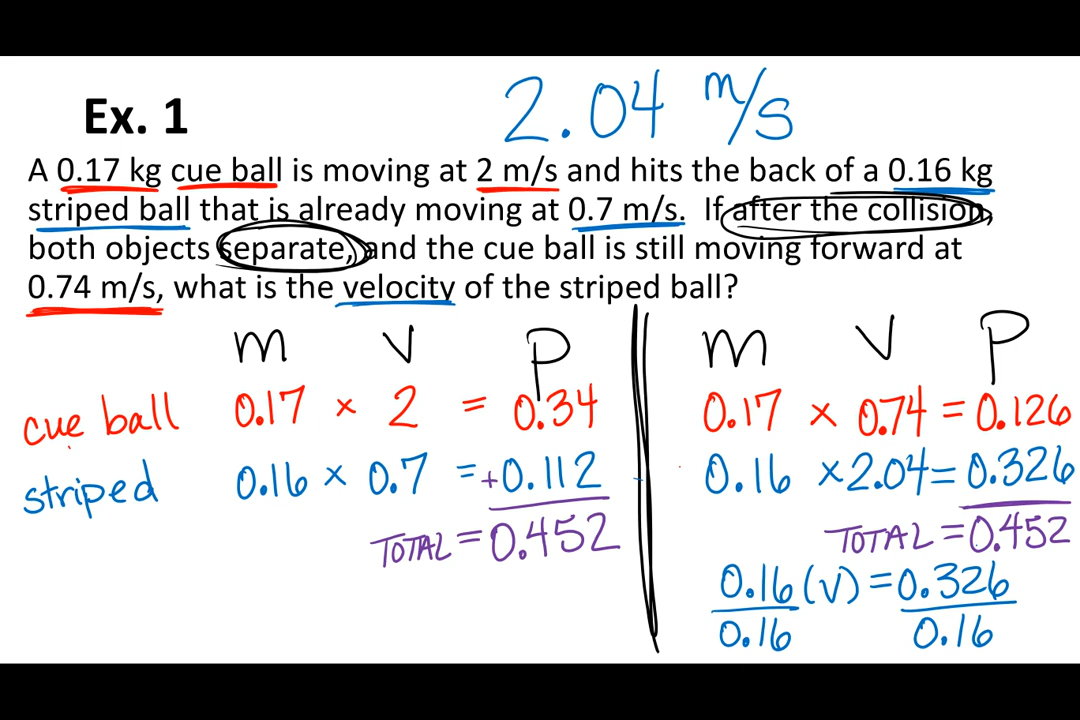 Ex. 1
2.04 m/s
A 0.17 kg cue ball is moving at 2 m/s and hits the back of a 0.16 kg
striped ball that is already moving at 0.7 m/s. If after the collision,
both objects separate, and the cue ball is still moving forward at
0.74 m/s, what is the velocity of the striped ball?
m v p
cue ball 0.17 × 2 = 0.34
striped 0.16 × 0.7 = +0.112
TOTAL = 0.452
m v p
0.17 × 0.74 = 0.126
0.16 × 2.04 = 0.326
TOTAL = 0.452
0.16 (v) = 0.326
0.16 0.16